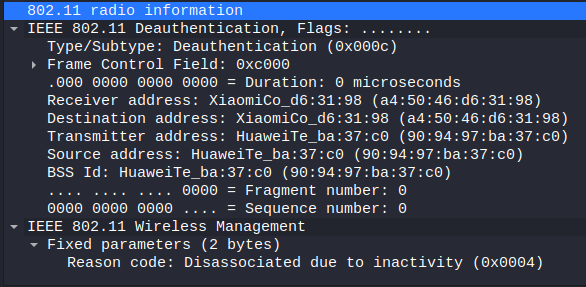 802.11 radio information
IEEE 802.11 Deauthentication, Flags: ........
Type/Subtype: Deauthentication (0x000c)
Frame Control Field: 0xc000
.000 0000 0000 0000 = Duration: 0 microseconds
Receiver address: XiaomiCo_d6:31:98 (a4:50:46:d6:31:98)
Destination address: XiaomiCo_d6:31:98 (a4:50:46:d6:31:98)
Transmitter address: HuaweiTe_ba:37:c0 (90:94:97:ba:37:c0)
Source address: HuaweiTe_ba:37:c0 (90:94:97:ba:37:c0)
BSS Id: HuaweiTe_ba:37:c0 (90:94:97:ba:37:c0)
.... .... .... 0000 = Fragment number: 0
0000 0000 0000 .... = Sequence number: 0
IEEE 802.11 Wireless Management
Fixed parameters (2 bytes)
Reason code: Disassociated due to inactivity (0x0004)